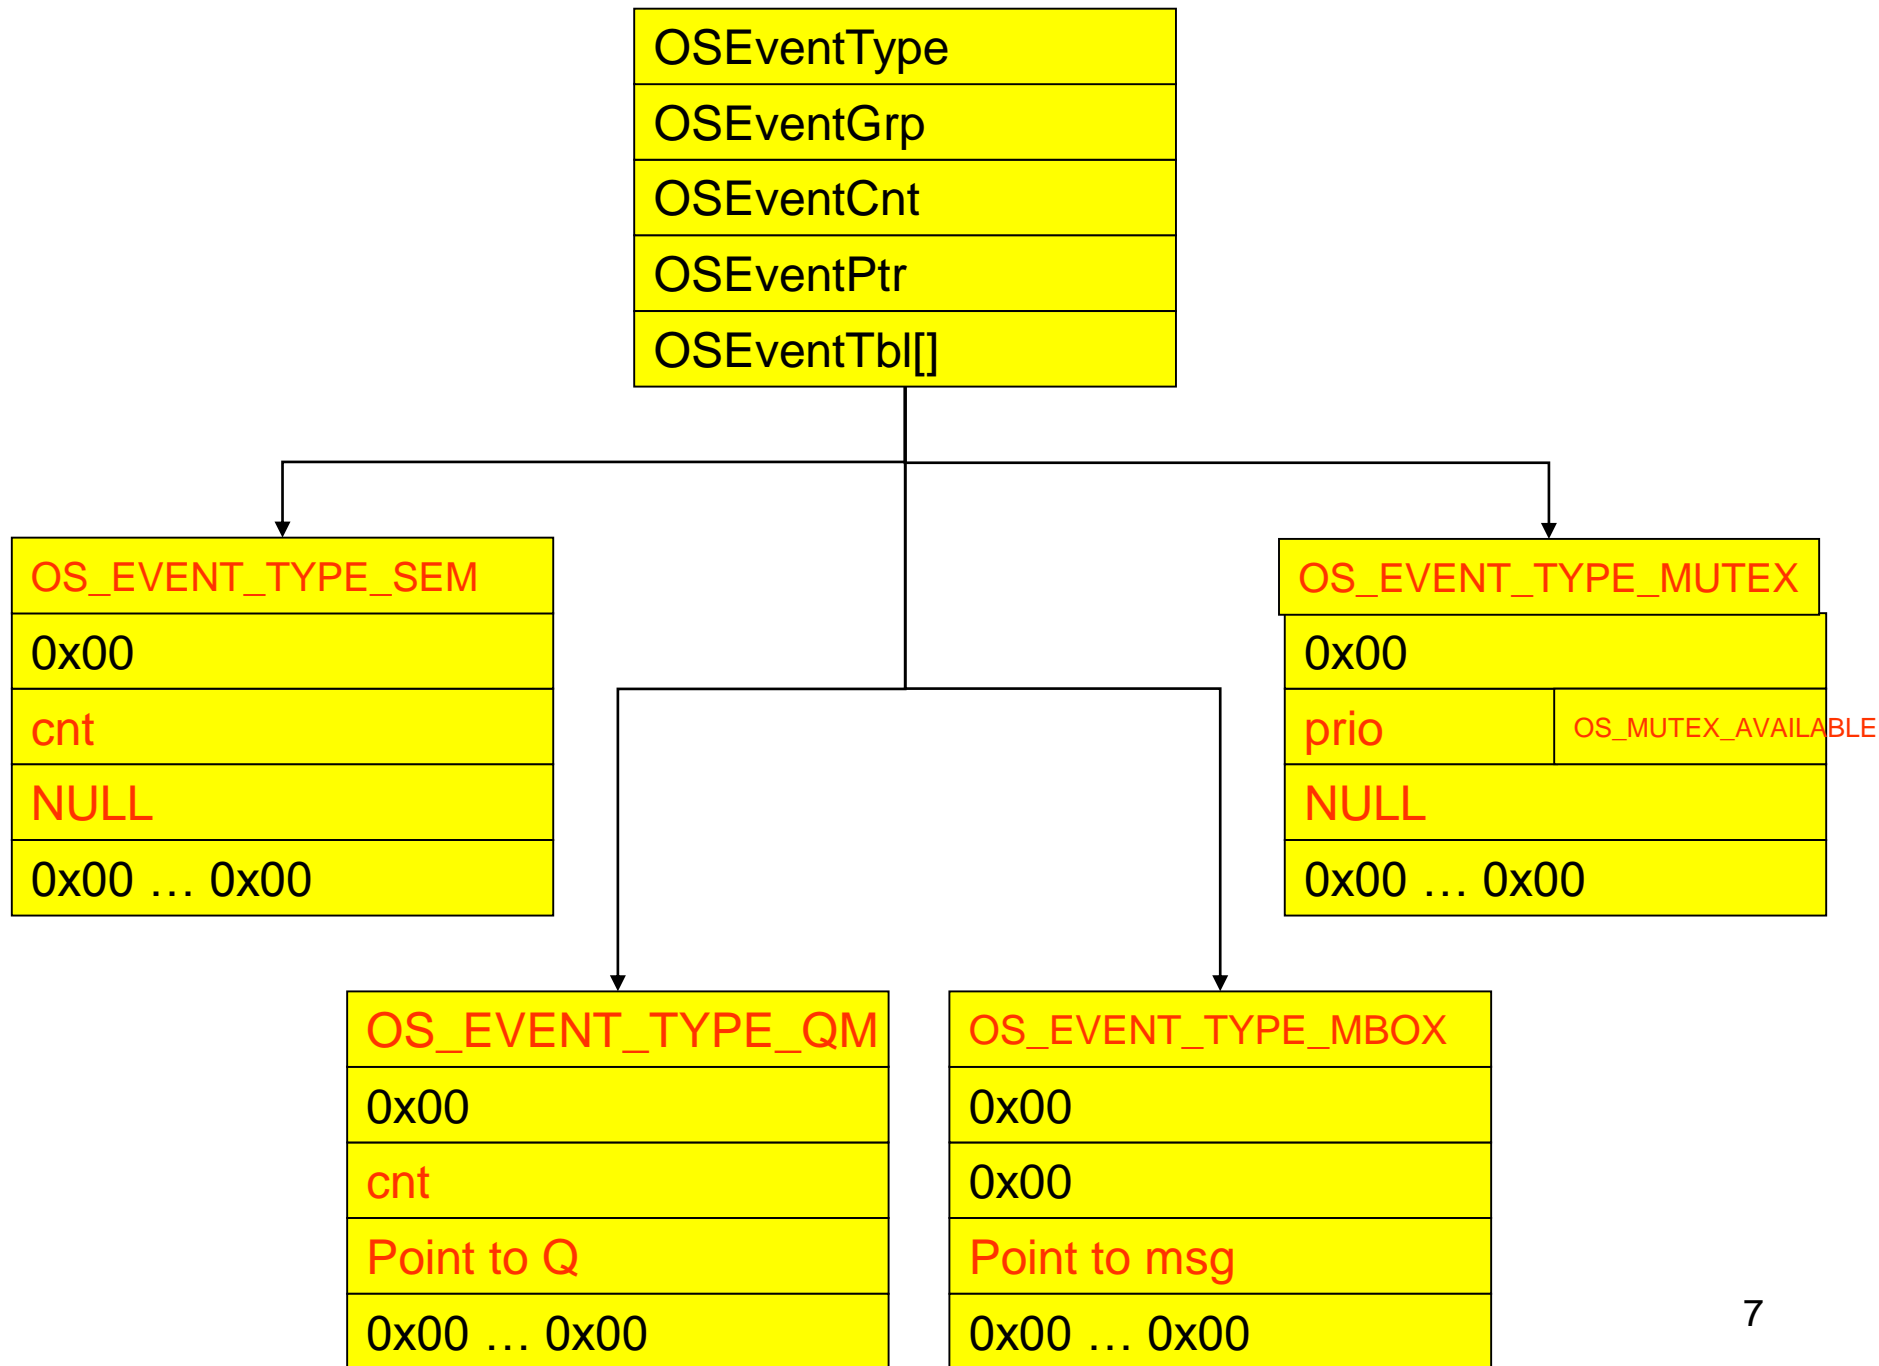 OSEventType
OSEventGrp
OSEventCnt
OSEventPtr
OSEventTbl[]
OS_EVENT_TYPE_SEM
0x00
cnt
NULL
0x00 … 0x00
OS_EVENT_TYPE_MUTEX
0x00
prio
OS_MUTEX_AVAILABLE
NULL
0x00 … 0x00
OS_EVENT_TYPE_QM
0x00
cnt
Point to Q
0x00 … 0x00
OS_EVENT_TYPE_MBOX
0x00
0x00
Point to msg
0x00 … 0x00
7